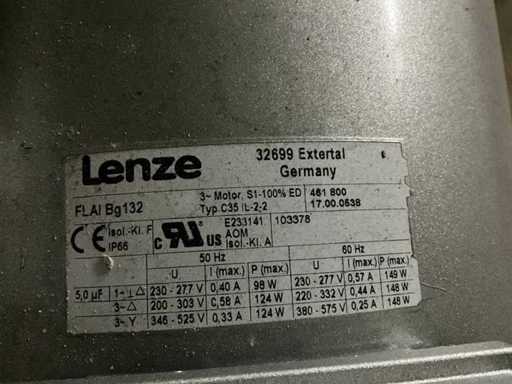 Lenze
32699 Extertal
Germany
FLAI Bg132
3~ Motor, S1-100% ED
461 800
Typ C35 IL-2-2
17.00.0538
CE Isol.-Kl. F
IP66
c RU US
E233141
103378
AOM
Isol.-Kl. A
50 Hz 60 Hz
U I (max.) P (max.) U I (max.) P (max.)
5,0 µF 1~⊥△ 230 - 277 V 0,40 A 98 W 230 - 277 V 0,57 A 149 W
3~△ 200 - 303 V 0,58 A 124 W 220 - 332 V 0,44 A 148 W
3~ Y 346 - 525 V 0,33 A 124 W 380 - 575 V 0,25 A 148 W